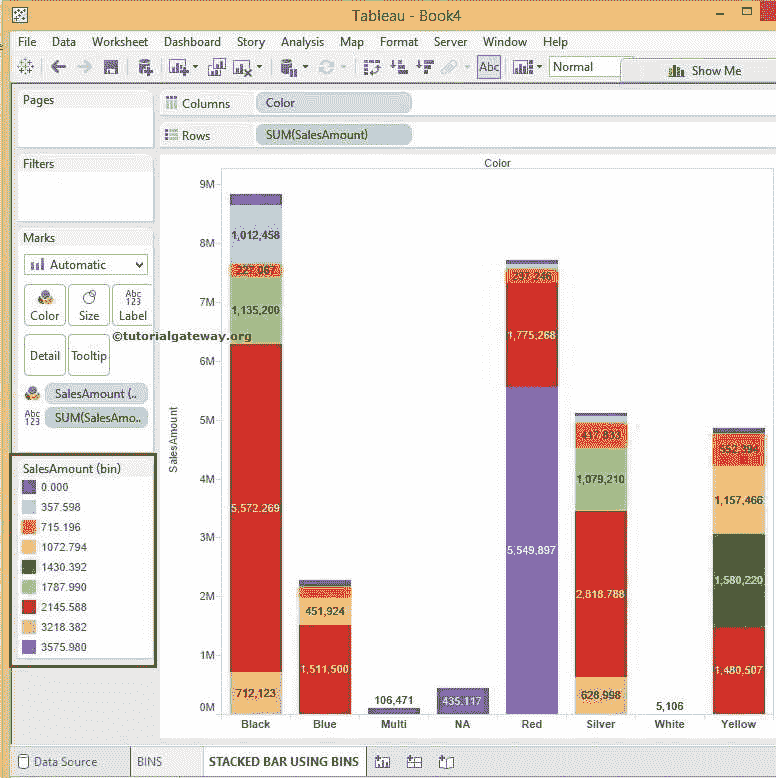 Tableau - Book4
File Data Worksheet Dashboard Story Analysis Map Format Server Window Help
Abc Normal Show Me
Pages
Columns Color
Rows SUM(SalesAmount)
Filters
Marks
Automatic
Color Size Abc 123 Label
Detail Tooltip
SalesAmount (..
Abc 123 SUM(SalesAmo..
SalesAmount (bin)
0.000
357.598
715.196
1072.794
1430.392
1787.990
2145.588
3218.382
3575.980
Color
SalesAmount
9M
8M
7M
6M
5M
4M
3M
2M
1M
0M
1,012,458
1,135,200
5,572,269
712,123
451,924
1,511,500
106,471
435,117
1,775,268
5,549,897
1,079,210
2,818,788
628,998
5,106
1,157,466
1,580,220
1,480,507
©tutorialgateway.org
Black Blue Multi NA Red Silver White Yellow
Data Source BINS STACKED BAR USING BINS